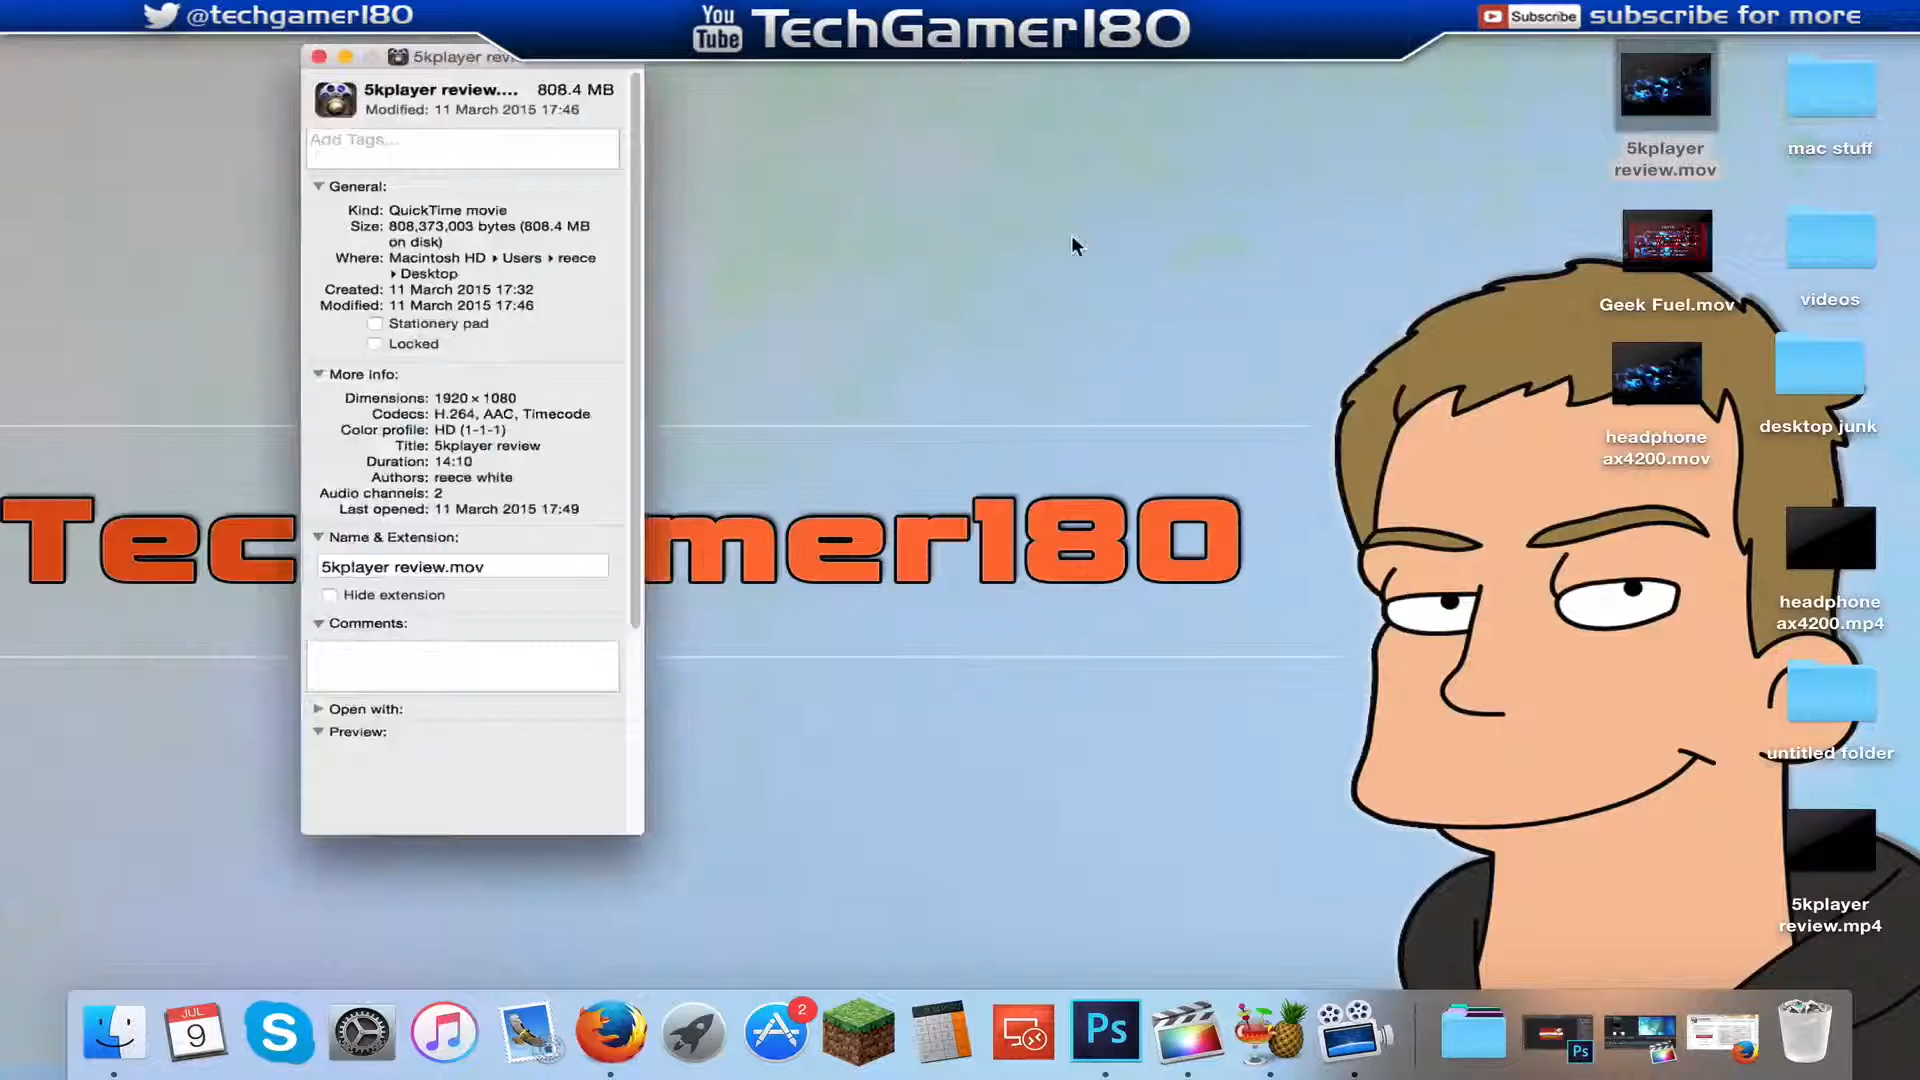 @techgamer180
You
Tube
TechGamer180
Subscribe
subscribe for more
5kplayer rev
5kplayer review.... 808.4 MB
Modified: 11 March 2015 17:46
Add Tags...
General:
Kind: QuickTime movie
Size: 808,373,003 bytes (808.4 MB
on disk)
Where: Macintosh HD ▸ Users ▸ reece
▸ Desktop
Created: 11 March 2015 17:32
Modified: 11 March 2015 17:46
Stationery pad
Locked
More Info:
Dimensions: 1920 × 1080
Codecs: H.264, AAC, Timecode
Color profile: HD (1-1-1)
Title: 5kplayer review
Duration: 14:10
Authors: reece white
Audio channels: 2
Last opened: 11 March 2015 17:49
Name & Extension:
5kplayer review.mov
Hide extension
Comments:
Open with:
Preview:
Tec
mer180
5kplayer
review.mov
mac stuff
Geek Fuel.mov
videos
headphone
ax4200.mov
desktop junk
headphone
ax4200.mp4
untitled folder
5kplayer
review.mp4
JUL
9
2
Ps
Ps